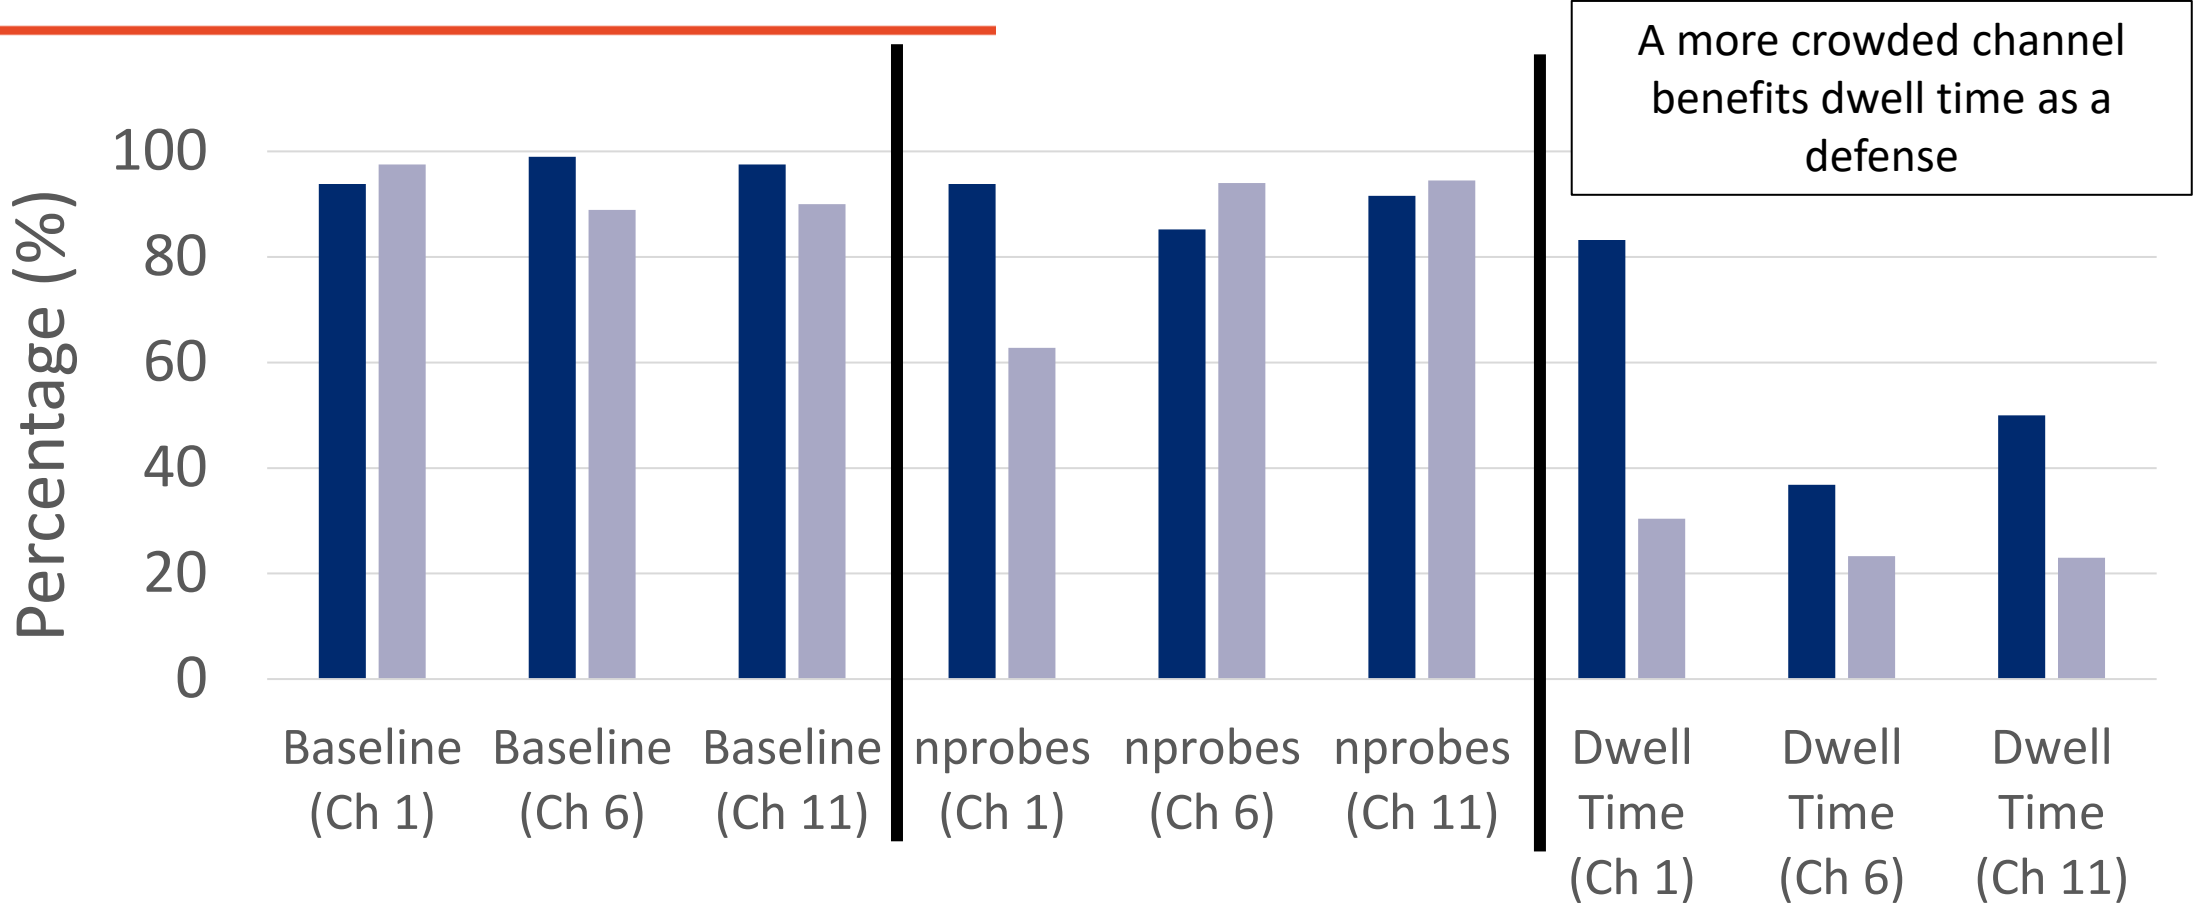 A more crowded channel
benefits dwell time as a
defense
Percentage (%)
100
80
60
40
20
0
Baseline
(Ch 1)
Baseline
(Ch 6)
Baseline
(Ch 11)
nprobes
(Ch 1)
nprobes
(Ch 6)
nprobes
(Ch 11)
Dwell
Time
(Ch 1)
Dwell
Time
(Ch 6)
Dwell
Time
(Ch 11)